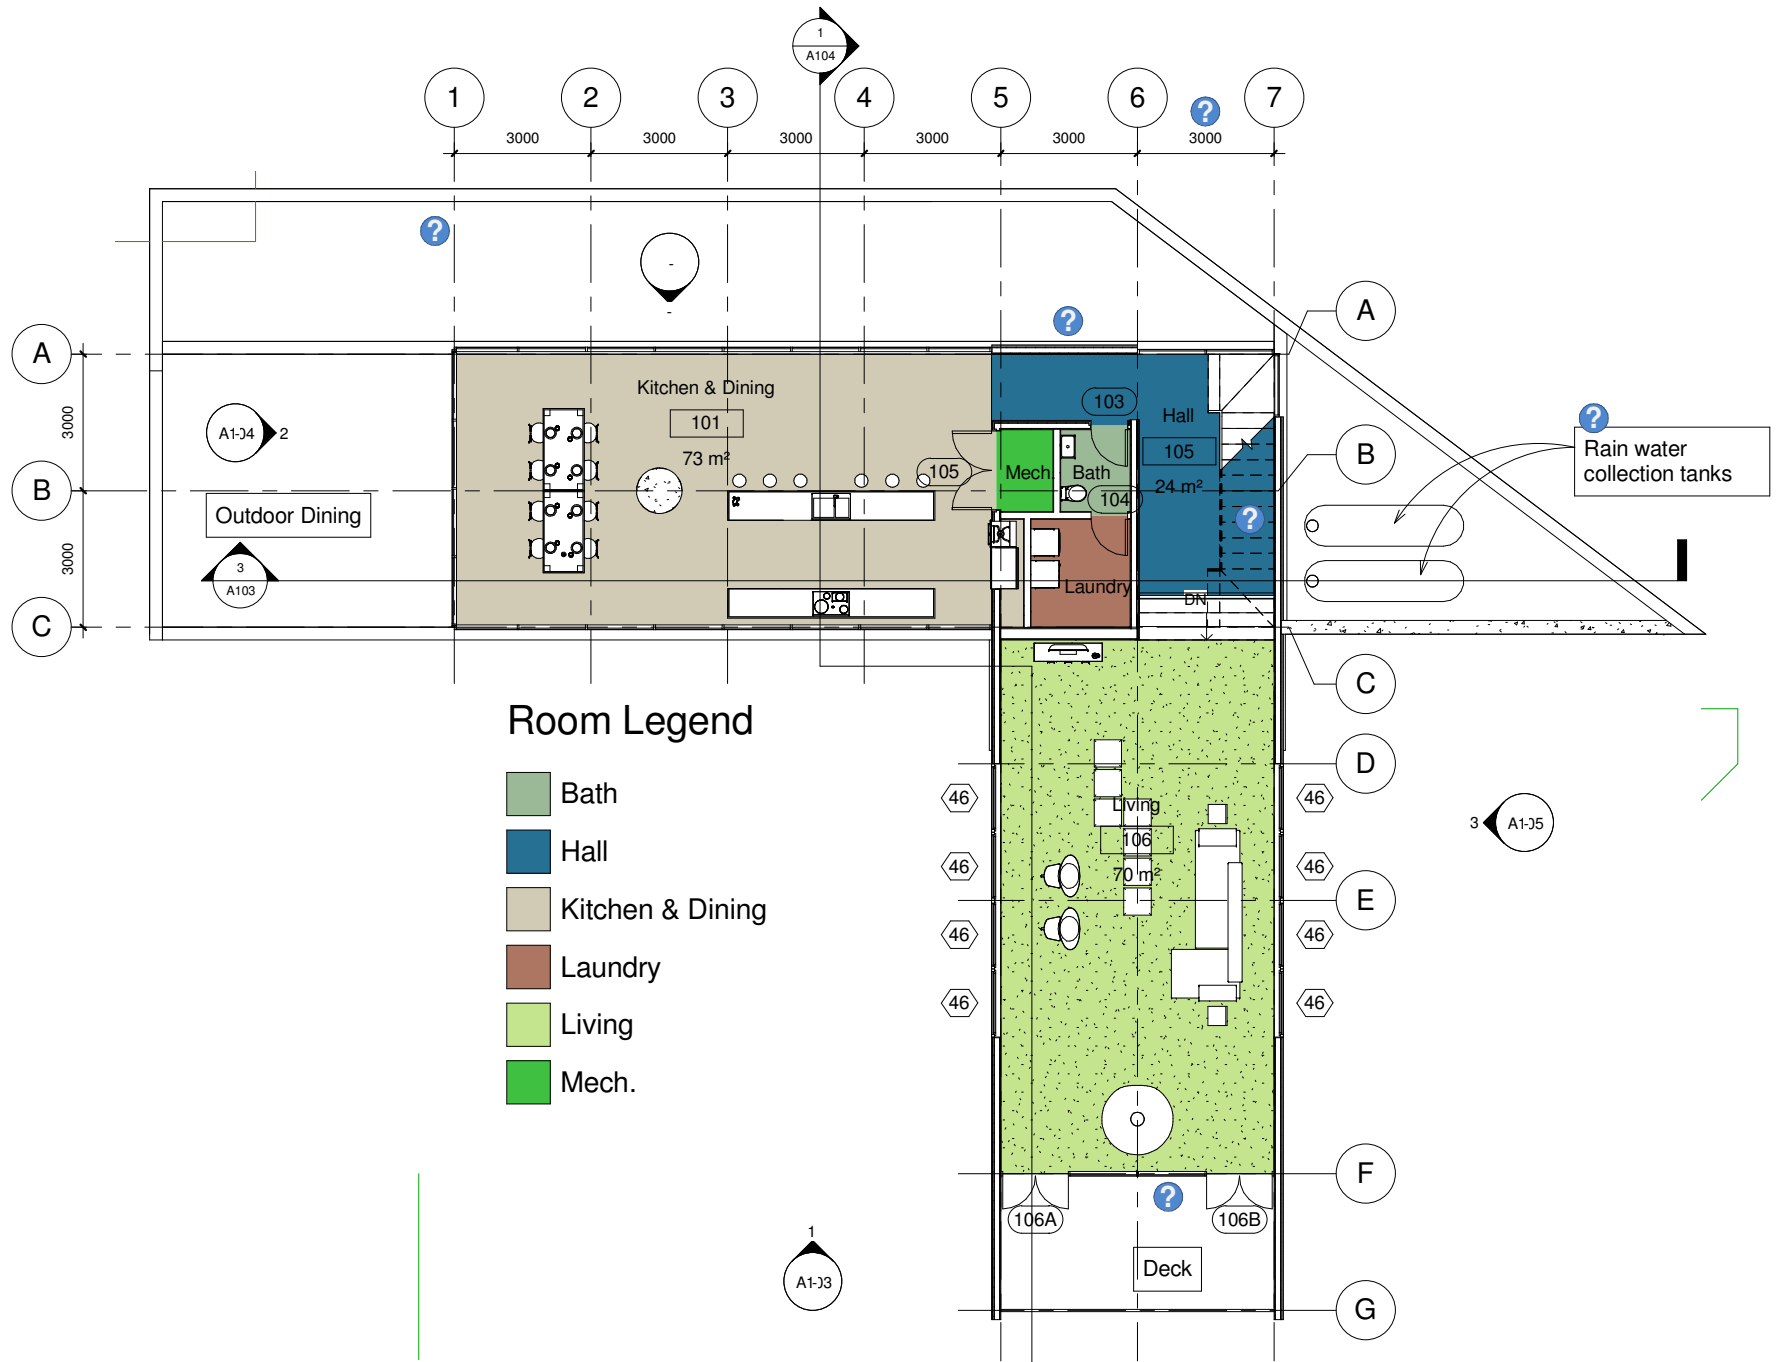 1
A104
1
2
3
4
5
6
?
7
3000
3000
3000
3000
3000
3000
?
-
-
?
A
A
Kitchen & Dining
101
73 m²
103
Hall
105
24 m²
3000
A1-04
2
?
Rain water
collection tanks
B
B
105
Mech.
Bath
104
Outdoor Dining
?
3000
3
A103
Laundry
DN
C
C
Room Legend
Bath
Hall
Kitchen & Dining
Laundry
Living
Mech.
D
46
46
Living
106
70 m²
3
A1-05
46
46
E
46
46
46
46
F
?
106A
106B
1
A1-03
Deck
G